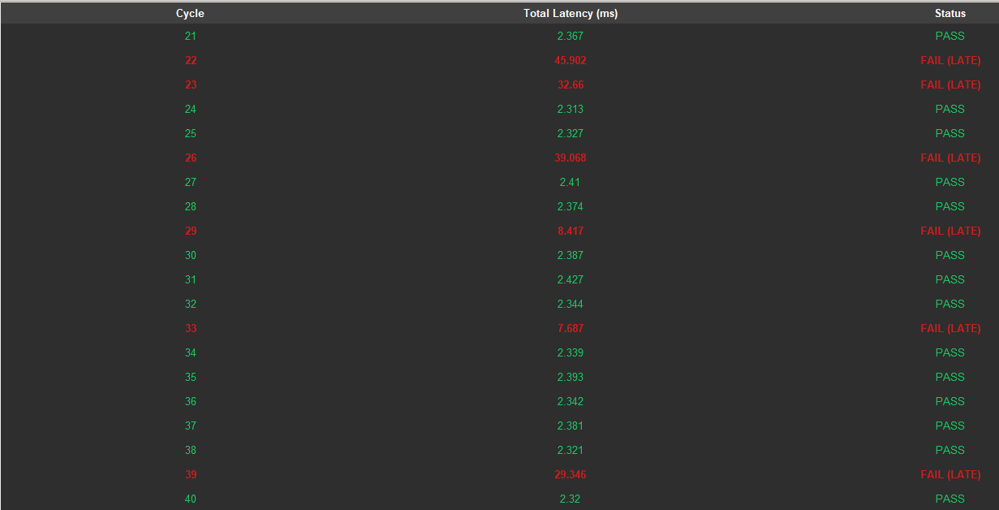 Cycle Total Latency (ms) Status
21 2.367 PASS
22 45.902 FAIL (LATE)
23 32.66 FAIL (LATE)
24 2.313 PASS
25 2.327 PASS
26 39.068 FAIL (LATE)
27 2.41 PASS
28 2.374 PASS
29 8.417 FAIL (LATE)
30 2.387 PASS
31 2.427 PASS
32 2.344 PASS
33 7.687 FAIL (LATE)
34 2.339 PASS
35 2.393 PASS
36 2.342 PASS
37 2.381 PASS
38 2.321 PASS
39 29.346 FAIL (LATE)
40 2.32 PASS